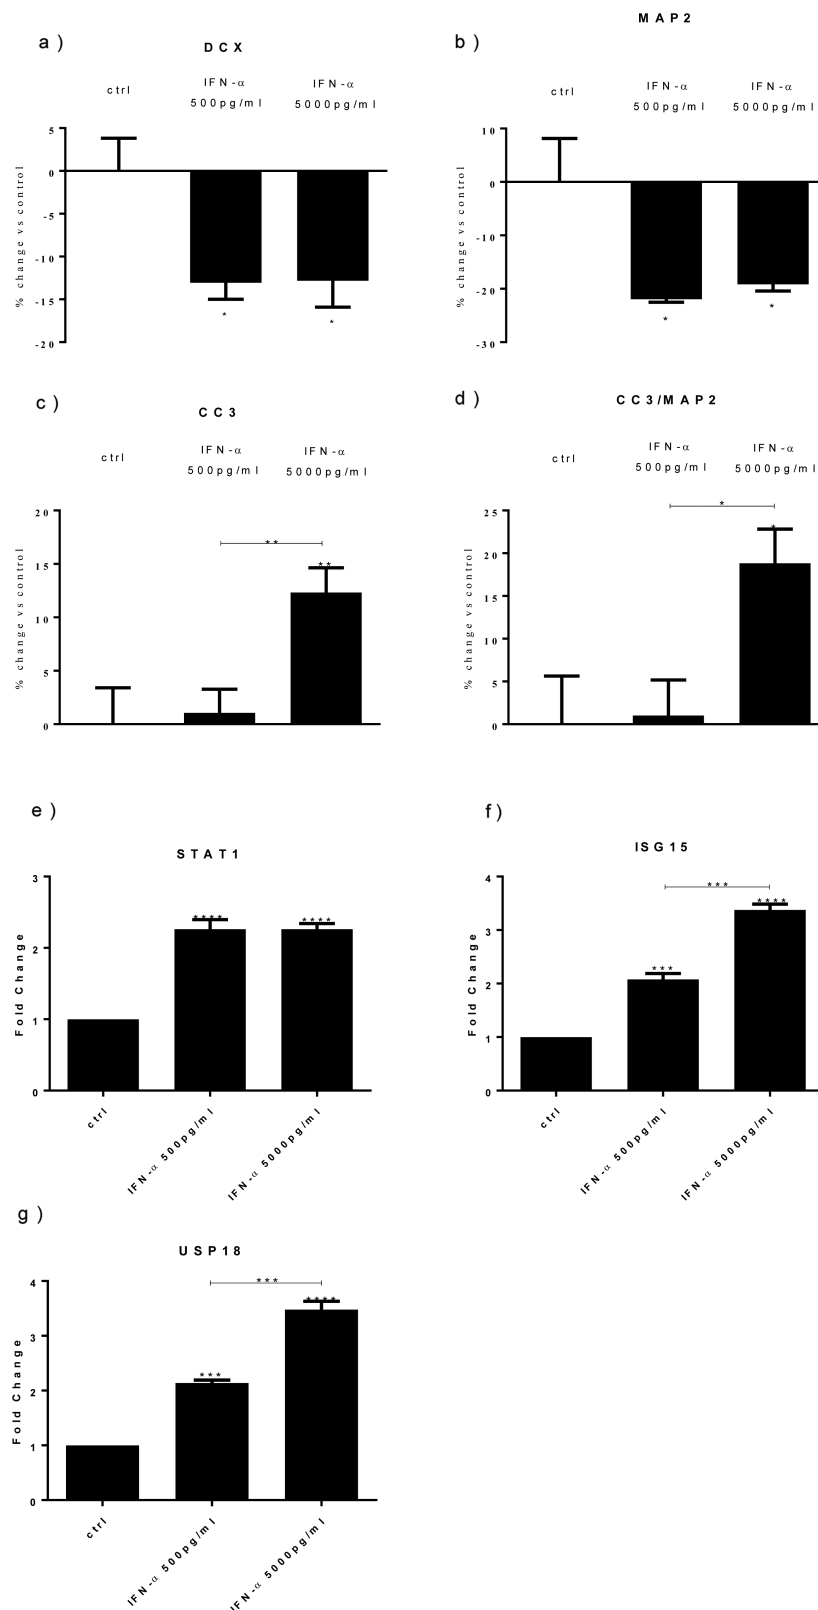 a) DCX
ctrl
IFN-α
500pg/ml
IFN-α
5000pg/ml
% change vs control
5
0
-5
-10
-15
-20
*
*
b) MAP2
ctrl
IFN-α
500pg/ml
IFN-α
5000pg/ml
% change vs control
10
0
-10
-20
-30
*
*
c) CC3
ctrl
IFN-α
500pg/ml
IFN-α
5000pg/ml
% change vs control
20
15
10
5
0
**
**
d) CC3/MAP2
ctrl
IFN-α
500pg/ml
IFN-α
5000pg/ml
% change vs control
25
20
15
10
5
0
*
*
e)
STAT1
Fold Change
3
2
1
0
****
****
ctrl
IFN-α 500pg/ml
IFN-α 5000pg/ml
f)
ISG15
4
3
2
1
0
***
***
****
ctrl
IFN-α 500pg/ml
IFN-α 5000pg/ml
Fold Change
g)
USP18
Fold Change
4
3
2
1
0
***
***
****
ctrl
IFN-α 500pg/ml
IFN-α 5000pg/ml